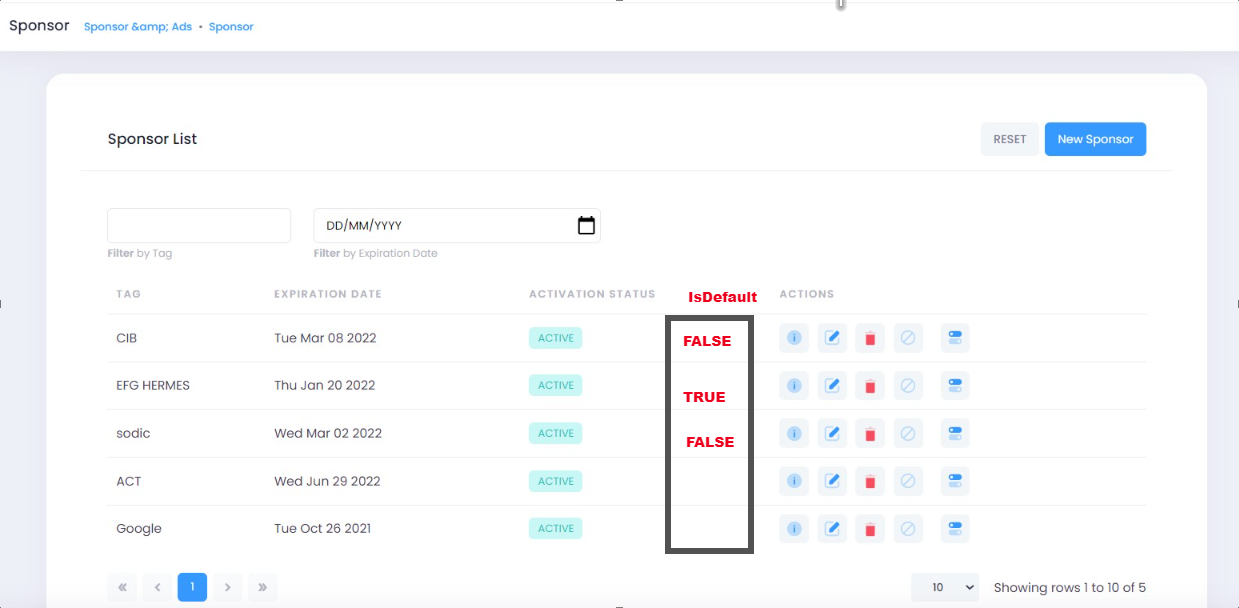 Sponsor Sponsor &amp; Ads • Sponsor
Sponsor List RESET New Sponsor
DD/MM/YYYY
Filter by Tag Filter by Expiration Date
TAG EXPIRATION DATE ACTIVATION STATUS IsDefault ACTIONS
CIB Tue Mar 08 2022 ACTIVE FALSE
EFG HERMES Thu Jan 20 2022 ACTIVE TRUE
sodic Wed Mar 02 2022 ACTIVE FALSE
ACT Wed Jun 29 2022 ACTIVE
Google Tue Oct 26 2021 ACTIVE
« ‹ 1 › » 10 Showing rows 1 to 10 of 5